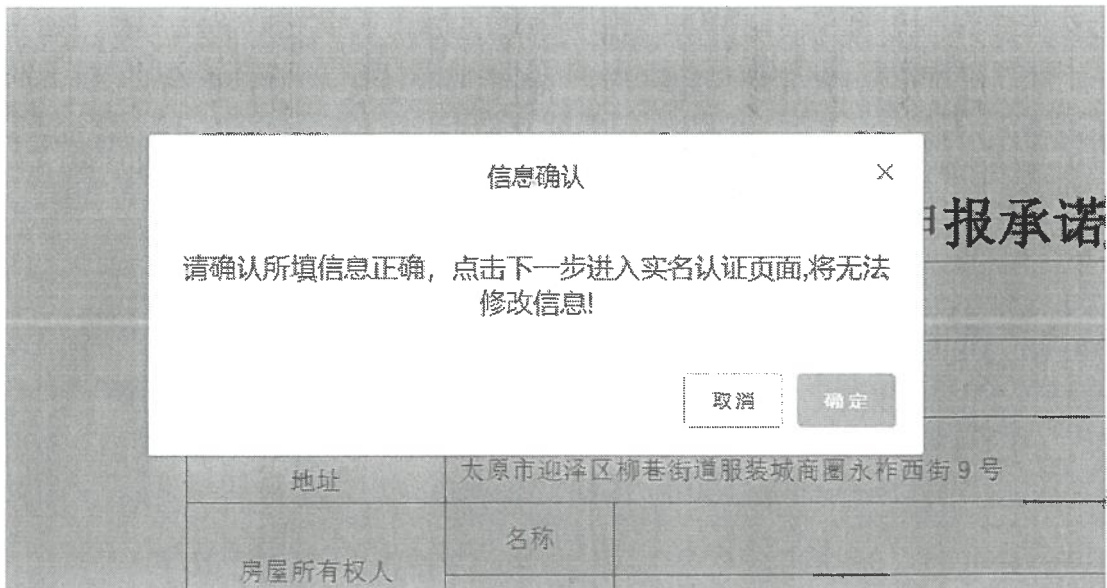 信息确认
报承诺
请确认所填信息正确，点击下一步进入实名认证页面,将无法
修改信息!
取消
确定
地址
太原市迎泽区柳巷街道服装城商圈永祚西街9号
名称
房屋所有权人